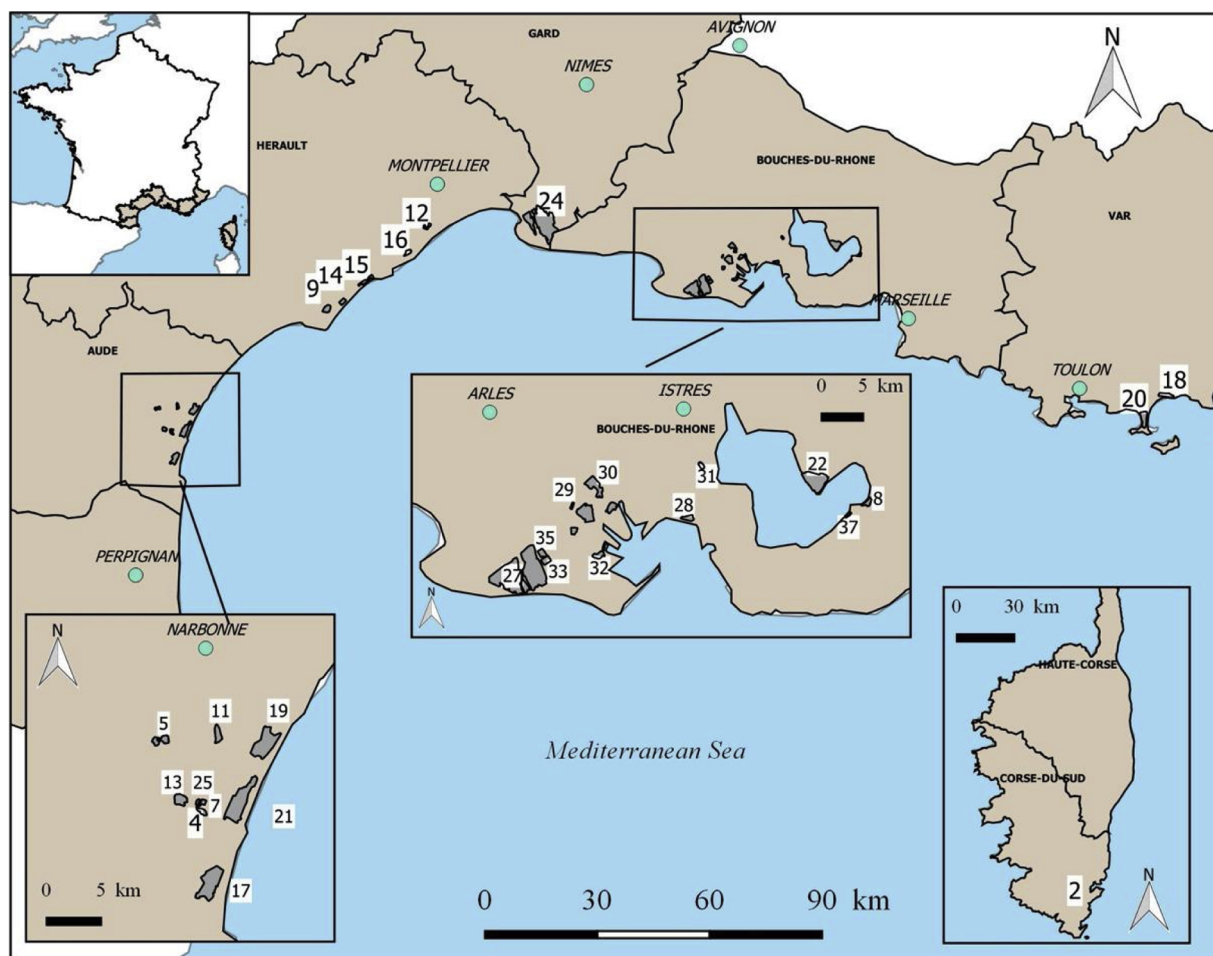 AVIGNON
GARD
N
NIMES
HERAULT
BOUCHES-DU-RHONE
MONTPELLIER
24
12
VAR
16
15
14
9
MARSEILLE
AUDE
TOULON
18
20
ARLES
ISTRES
0 5 km
BOUCHES-DU-RHONE
30
31
22
29
28
8
37
35
27
33
32
N
PERPIGNAN
N
NARBONNE
5
11
19
13
25
7
4
21
0 5 km
17
Mediterranean Sea
0 30 60 90 km
0 30 km
HAUTE-CORSE
CORSE-DU-SUD
2
N